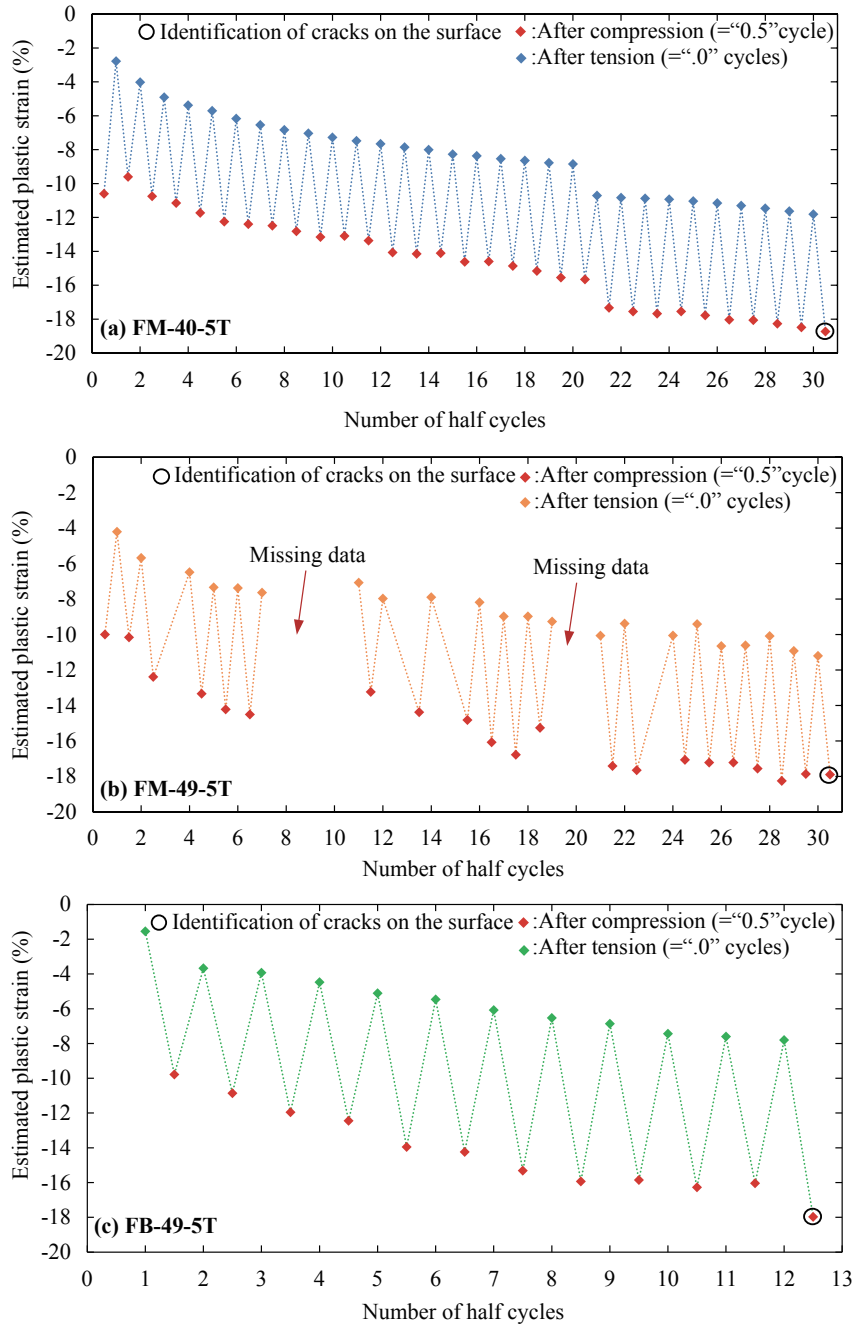 0
-2
-4
-6
-8
-10
-12
-14
-16
-18
-20
Estimated plastic strain (%)
Identification of cracks on the surface
:After compression (=“0.5”cycle)
:After tension (=“.0” cycles)
(a) FM-40-5T
0 2 4 6 8 10 12 14 16 18 20 22 24 26 28 30
Number of half cycles
0
-2
-4
-6
-8
-10
-12
-14
-16
-18
-20
Estimated plastic strain (%)
Identification of cracks on the surface
:After compression (=“0.5”cycle)
:After tension (=“.0” cycles)
Missing data
Missing data
(b) FM-49-5T
0 2 4 6 8 10 12 14 16 18 20 22 24 26 28 30
Number of half cycles
0
-2
-4
-6
-8
-10
-12
-14
-16
-18
-20
Estimated plastic strain (%)
Identification of cracks on the surface
:After compression (=“0.5”cycle)
:After tension (=“.0” cycles)
(c) FB-49-5T
0 1 2 3 4 5 6 7 8 9 10 11 12 13
Number of half cycles